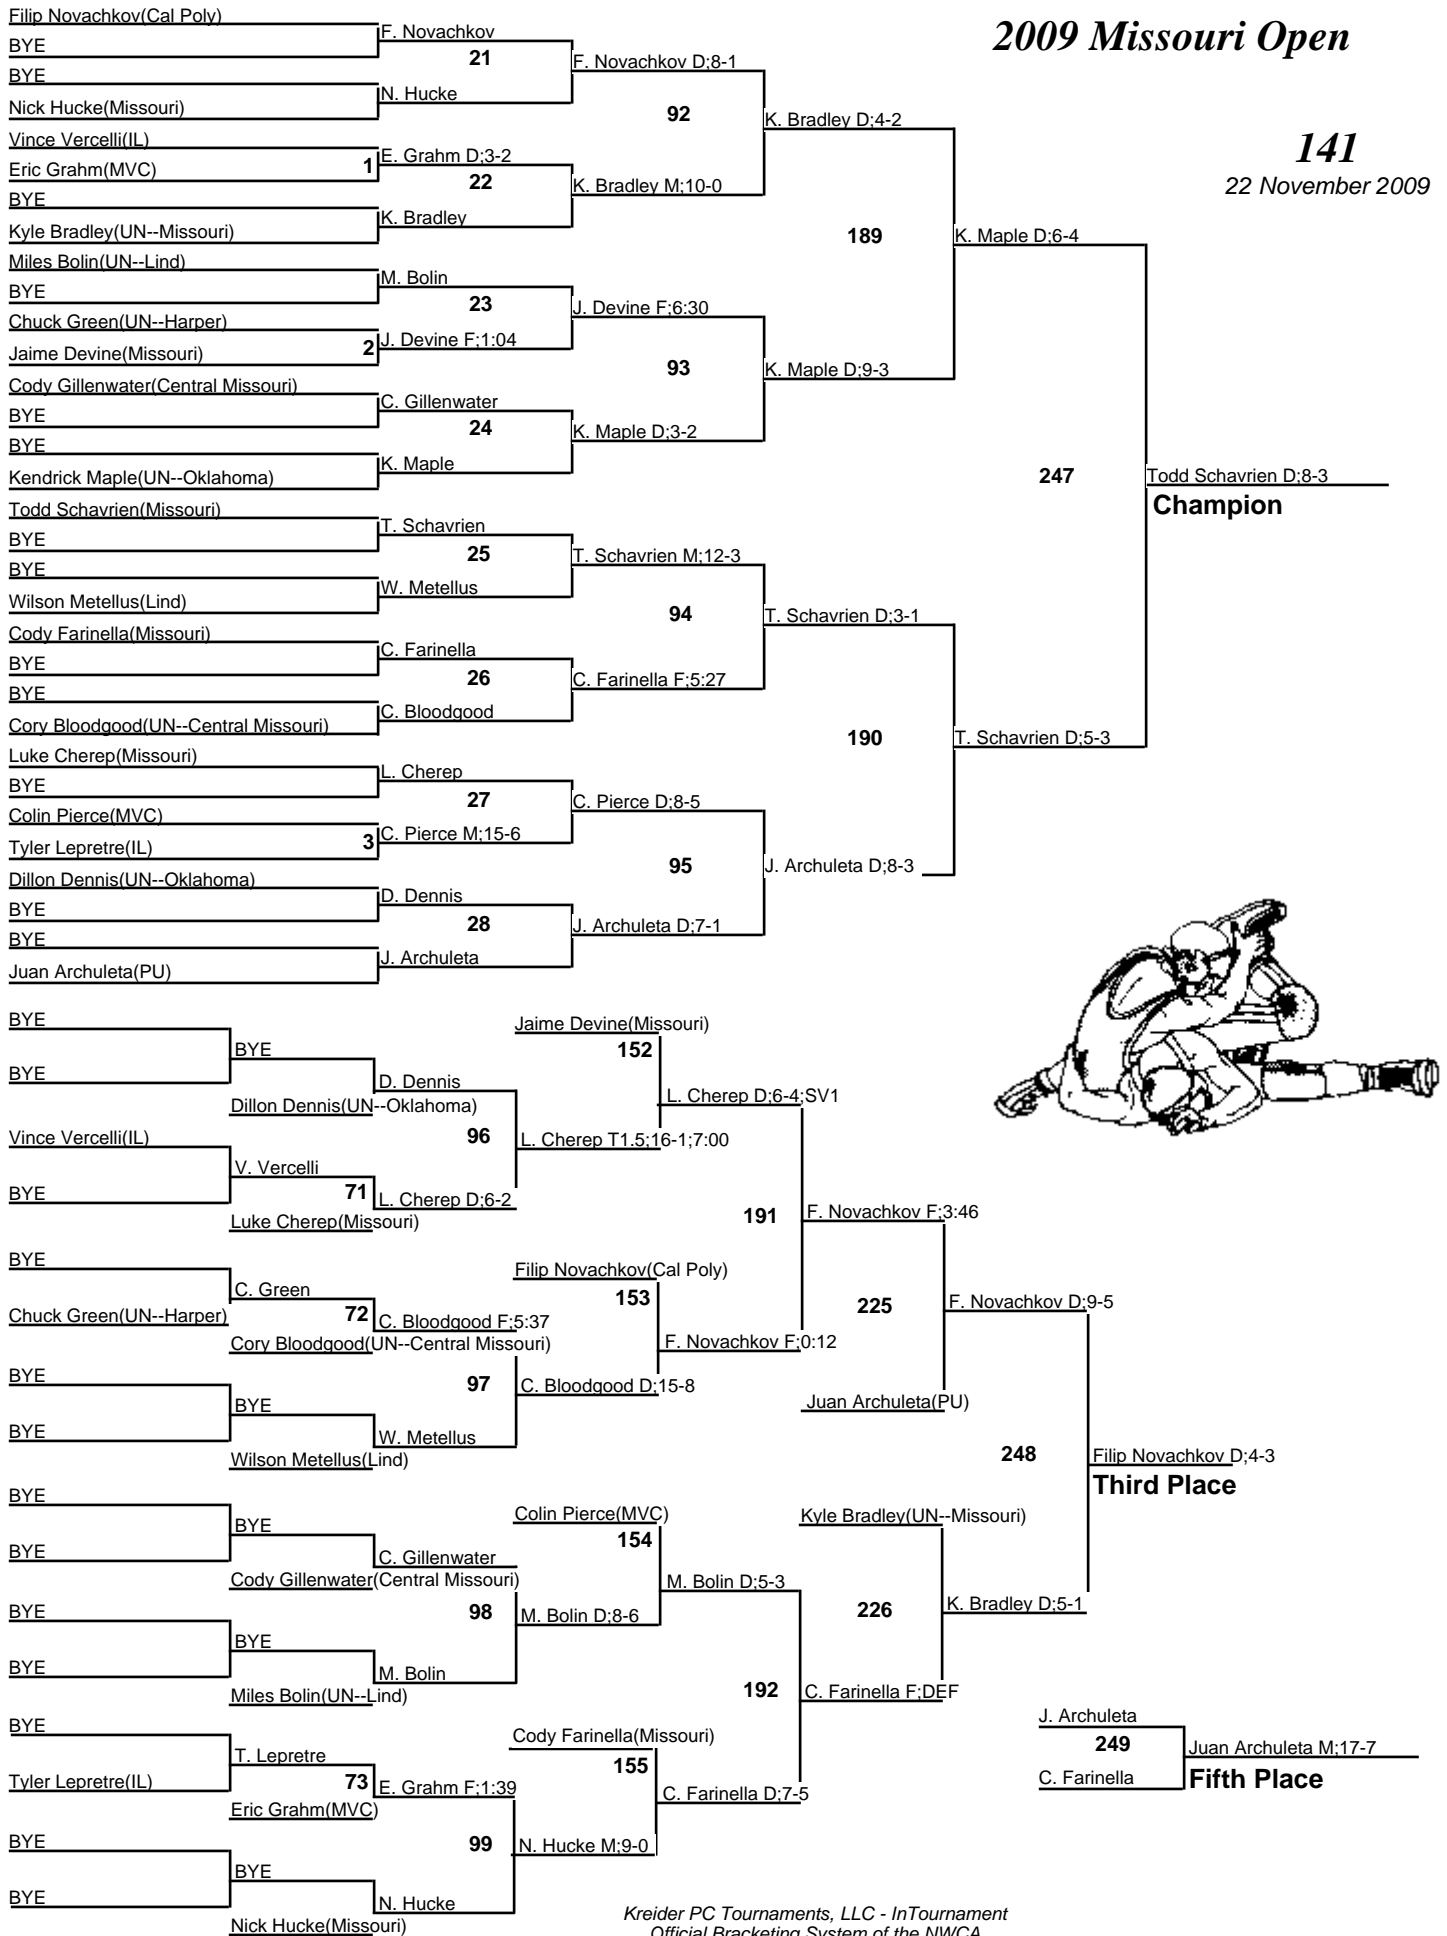 2009 Missouri Open
141
22 November 2009
Filip Novachkov(Cal Poly)
BYE
BYE
Nick Hucke(Missouri)
Vince Vercelli(IL)
Eric Grahm(MVC)
BYE
Kyle Bradley(UN--Missouri)
Miles Bolin(UN--Lind)
BYE
Chuck Green(UN--Harper)
Jaime Devine(Missouri)
Cody Gillenwater(Central Missouri)
BYE
BYE
Kendrick Maple(UN--Oklahoma)
Todd Schavrien(Missouri)
BYE
BYE
Wilson Metellus(Lind)
Cody Farinella(Missouri)
BYE
BYE
Cory Bloodgood(UN--Central Missouri)
Luke Cherep(Missouri)
BYE
Colin Pierce(MVC)
Tyler Lepretre(IL)
Dillon Dennis(UN--Oklahoma)
BYE
BYE
Juan Archuleta(PU)
F. Novachkov
21
N. Hucke
1
E. Grahm D;3-2
22
K. Bradley
M. Bolin
23
2
J. Devine F;1:04
C. Gillenwater
24
K. Maple
T. Schavrien
25
W. Metellus
C. Farinella
26
C. Bloodgood
L. Cherep
27
3
C. Pierce M;15-6
D. Dennis
28
J. Archuleta
F. Novachkov D;8-1
92
K. Bradley M;10-0
J. Devine F;6:30
93
K. Maple D;3-2
T. Schavrien M;12-3
94
C. Farinella F;5:27
C. Pierce D;8-5
95
J. Archuleta D;7-1
K. Bradley D;4-2
189
K. Maple D;9-3
T. Schavrien D;3-1
190
J. Archuleta D;8-3
K. Maple D;6-4
247
T. Schavrien D;5-3
Todd Schavrien D;8-3
Champion
BYE
BYE
Vince Vercelli(IL)
BYE
BYE
Chuck Green(UN--Harper)
BYE
BYE
BYE
BYE
BYE
BYE
BYE
Tyler Lepretre(IL)
BYE
BYE
BYE
Dillon Dennis(UN--Oklahoma)
V. Vercelli
71
Luke Cherep(Missouri)
C. Green
72
Cory Bloodgood(UN--Central Missouri)
BYE
Wilson Metellus(Lind)
BYE
Cody Gillenwater(Central Missouri)
BYE
Miles Bolin(UN--Lind)
T. Lepretre
73
Eric Grahm(MVC)
BYE
Nick Hucke(Missouri)
D. Dennis
96
L. Cherep D;6-2
C. Bloodgood F;5:37
97
W. Metellus
C. Gillenwater
98
M. Bolin
E. Grahm F;1:39
99
N. Hucke
Jaime Devine(Missouri)
152
L. Cherep T1.5;16-1;7:00
Filip Novachkov(Cal Poly)
153
C. Bloodgood D;15-8
Colin Pierce(MVC)
154
M. Bolin D;8-6
Cody Farinella(Missouri)
155
N. Hucke M;9-0
L. Cherep D;6-4;SV1
191
F. Novachkov F;0:12
M. Bolin D;5-3
192
C. Farinella D;7-5
F. Novachkov F;3:46
225
Juan Archuleta(PU)
Kyle Bradley(UN--Missouri)
226
C. Farinella F;DEF
F. Novachkov D;9-5
248
K. Bradley D;5-1
Filip Novachkov D;4-3
Third Place
J. Archuleta
249
C. Farinella
Juan Archuleta M;17-7
Fifth Place
Kreider PC Tournaments, LLC - InTournament
Official Bracketing System of the NWCA